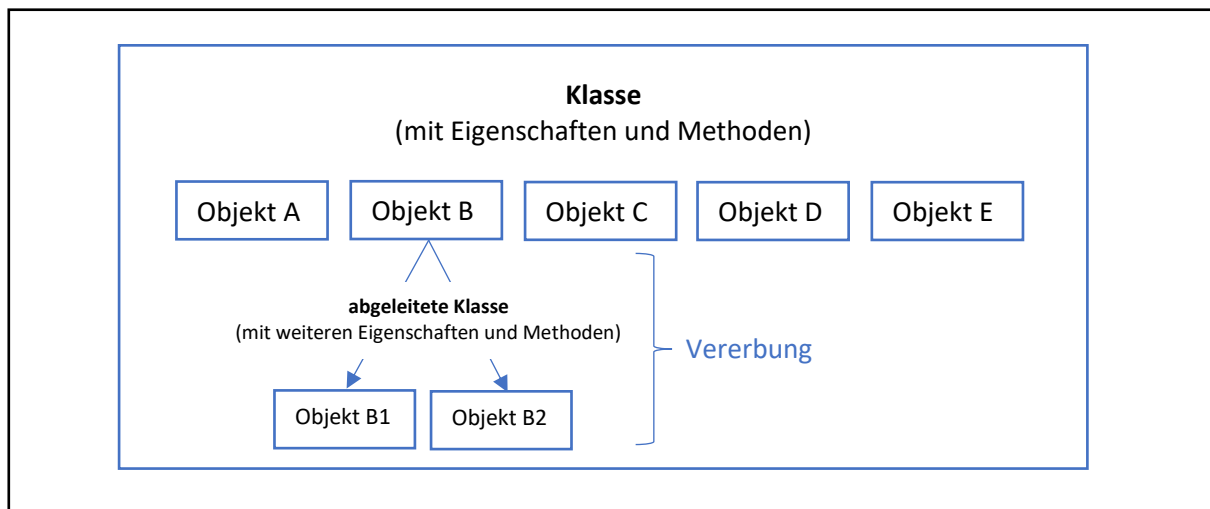 Klasse
(mit Eigenschaften und Methoden)
Objekt A
Objekt B
Objekt C
Objekt D
Objekt E
abgeleitete Klasse
(mit weiteren Eigenschaften und Methoden)
Vererbung
Objekt B1
Objekt B2